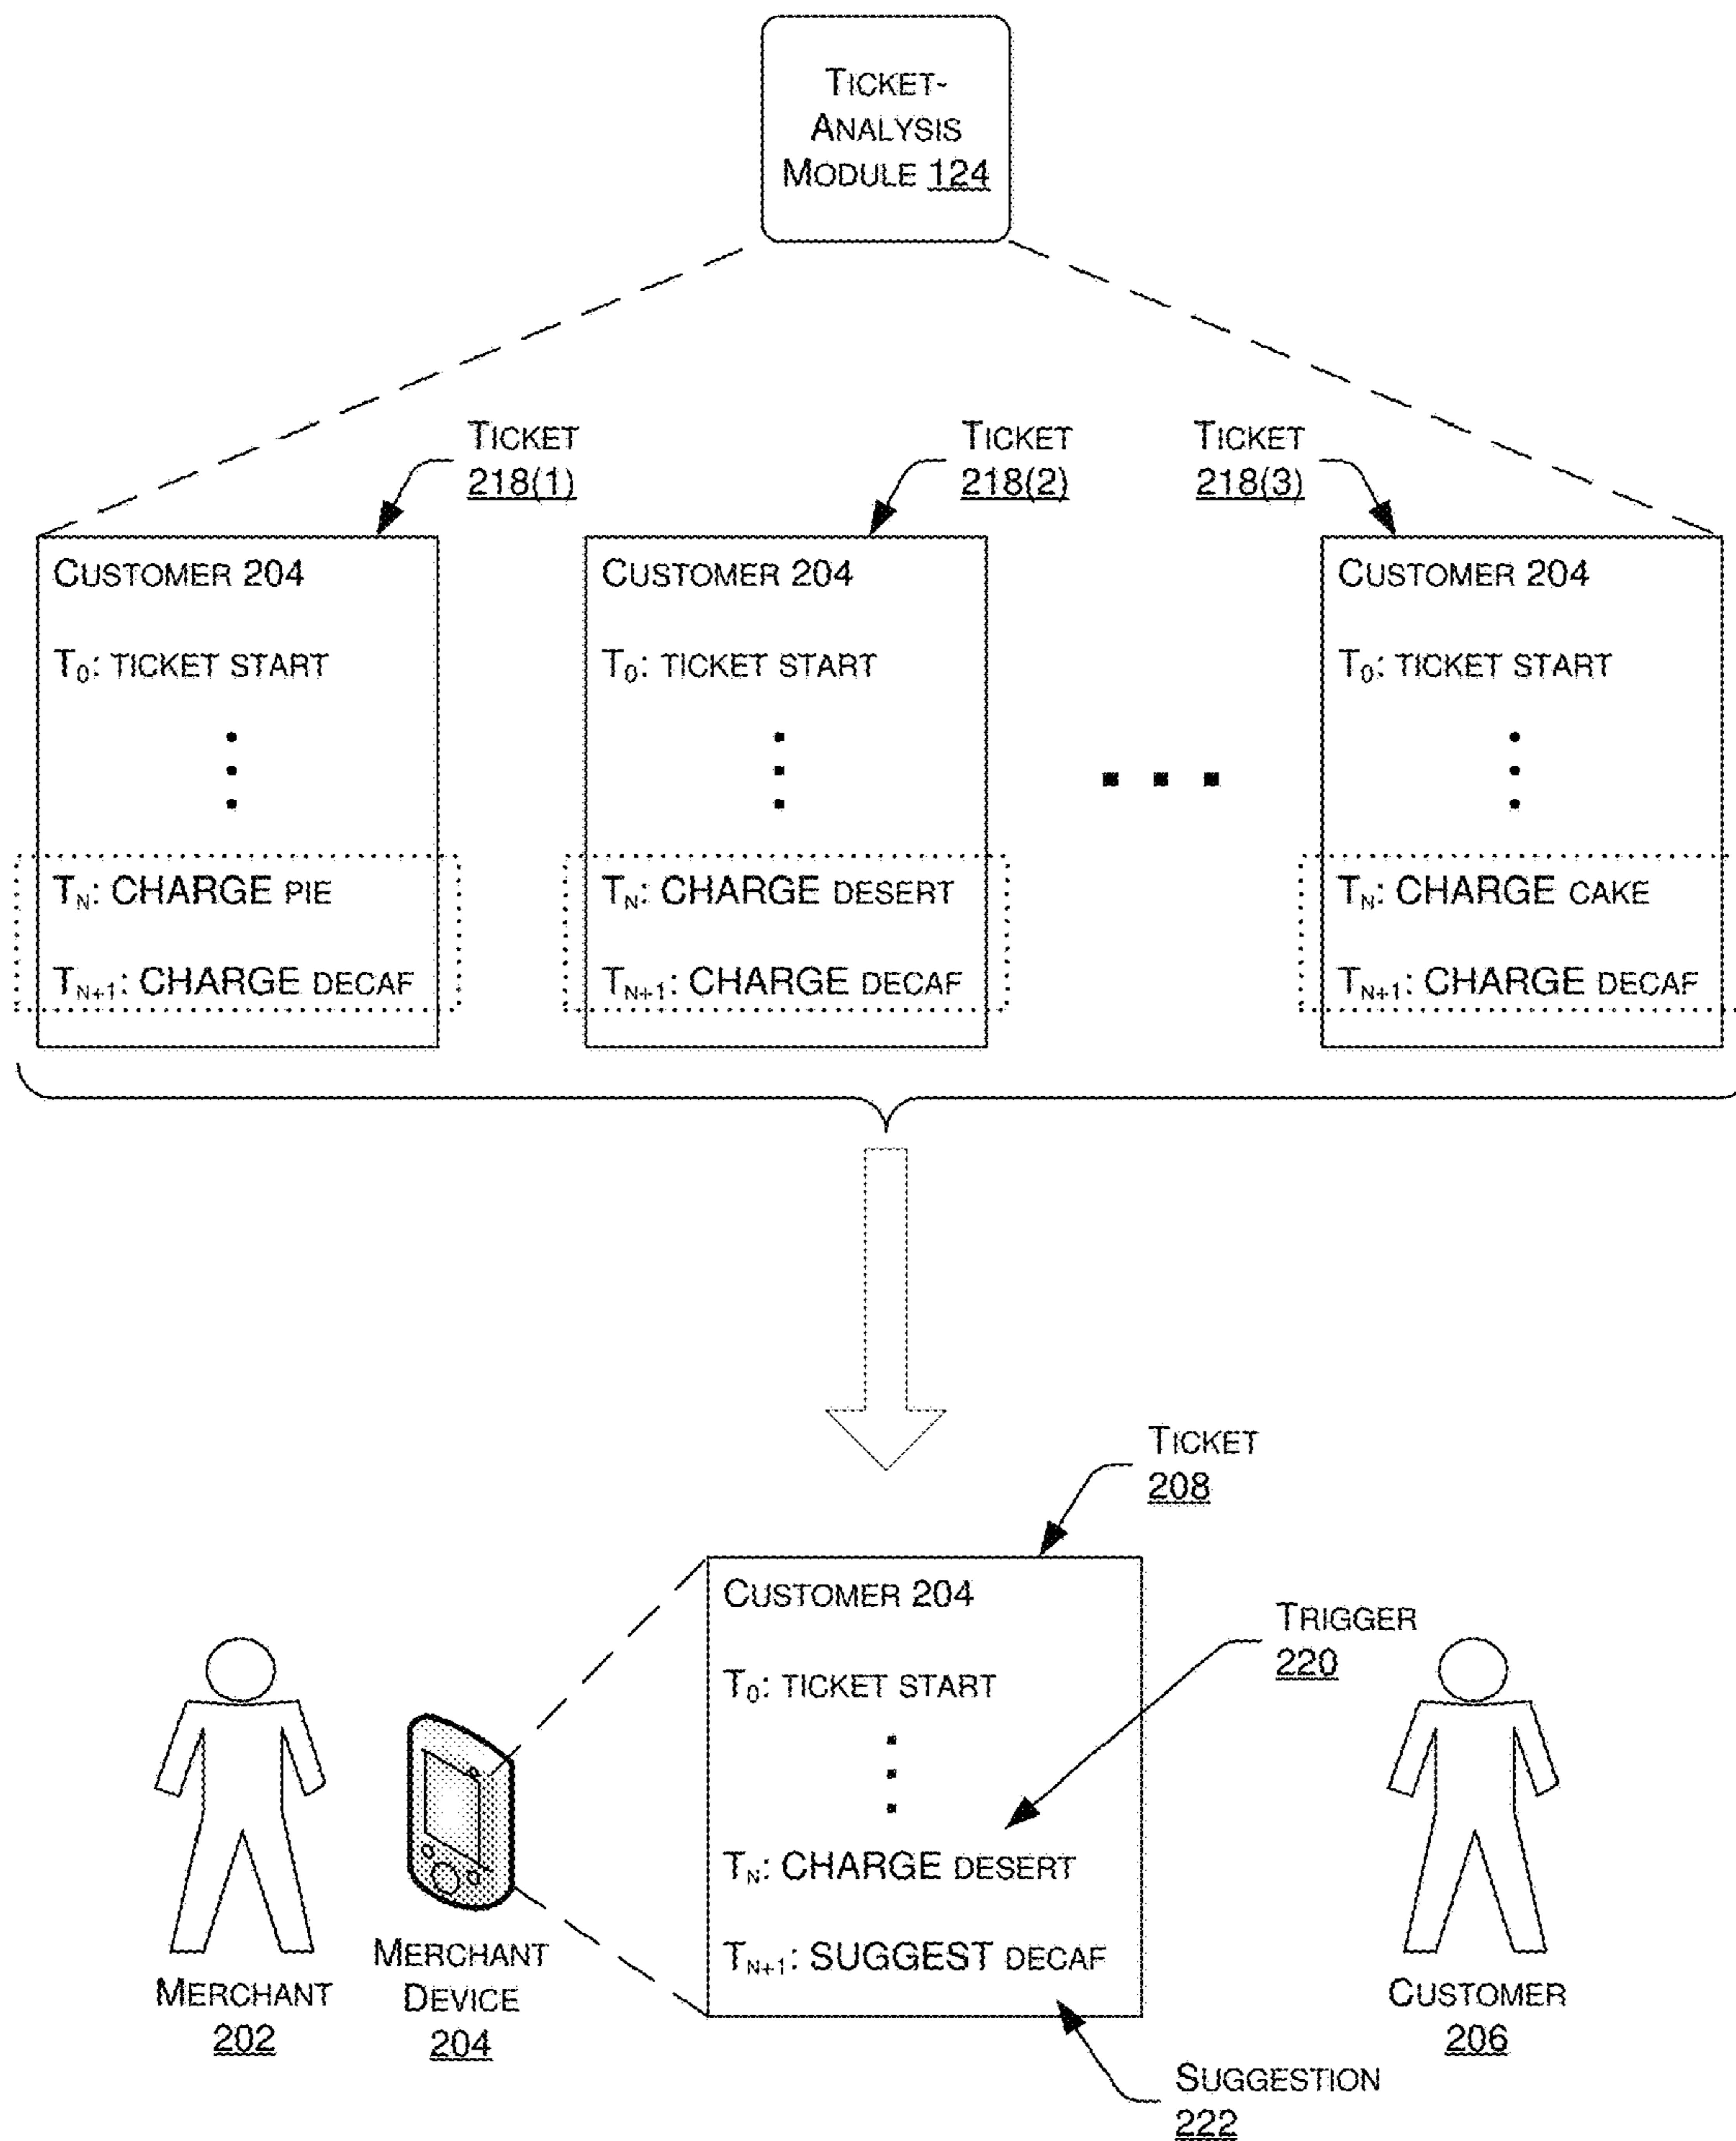 TICKET-
ANALYSIS
MODULE 124
TICKET
218(1)
TICKET
218(2)
TICKET
218(3)
CUSTOMER 204
T0: TICKET START
TN: CHARGE PIE
TN+1: CHARGE DECAF
CUSTOMER 204
T0: TICKET START
TN: CHARGE DESERT
TN+1: CHARGE DECAF
CUSTOMER 204
T0: TICKET START
TN: CHARGE CAKE
TN+1: CHARGE DECAF
TICKET
208
CUSTOMER 204
T0: TICKET START
TN: CHARGE DESERT
TN+1: SUGGEST DECAF
TRIGGER
220
MERCHANT
202
MERCHANT
DEVICE
204
CUSTOMER
206
SUGGESTION
222